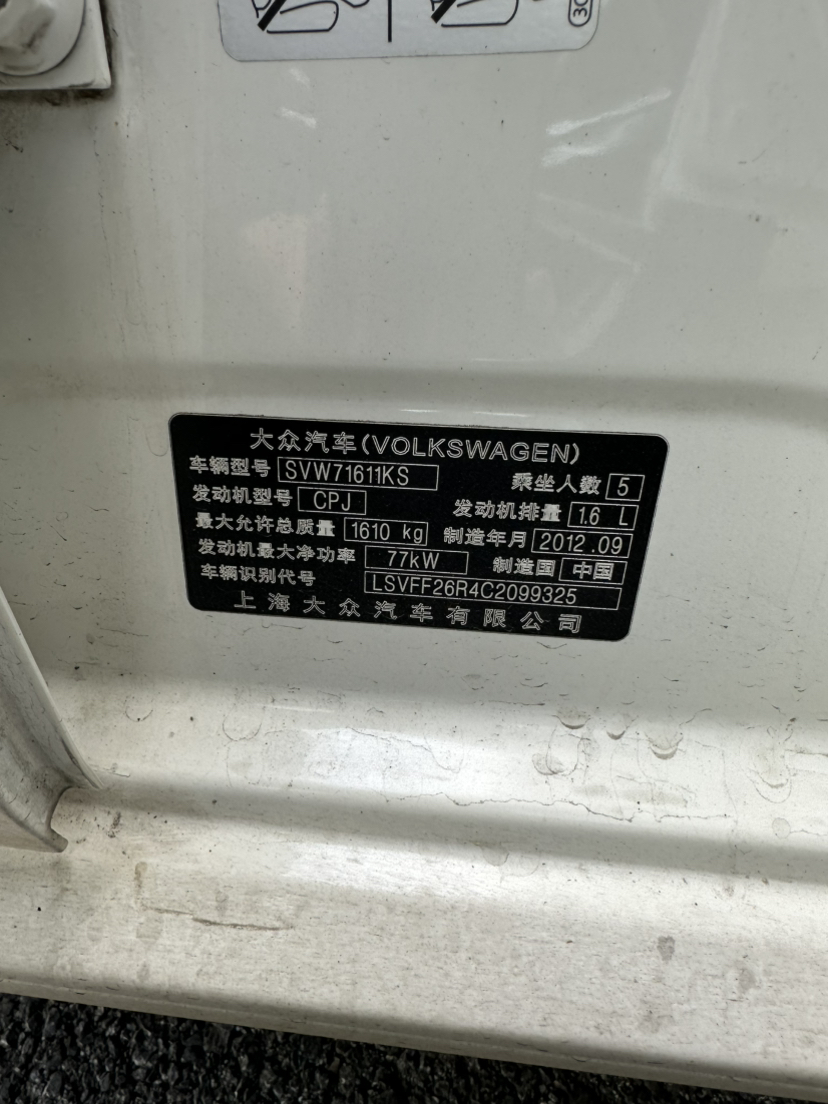 3C
大众汽车(VOLKSWAGEN)
车辆型号 SVW71611KS 乘坐人数 5
发动机型号 CPJ 发动机排量 1.6 L
最大允许总质量 1610 kg 制造年月 2012.09
发动机最大净功率 77kW 制造国 中国
车辆识别代号 LSVFF26R4C2099325
上海大众汽车有限公司